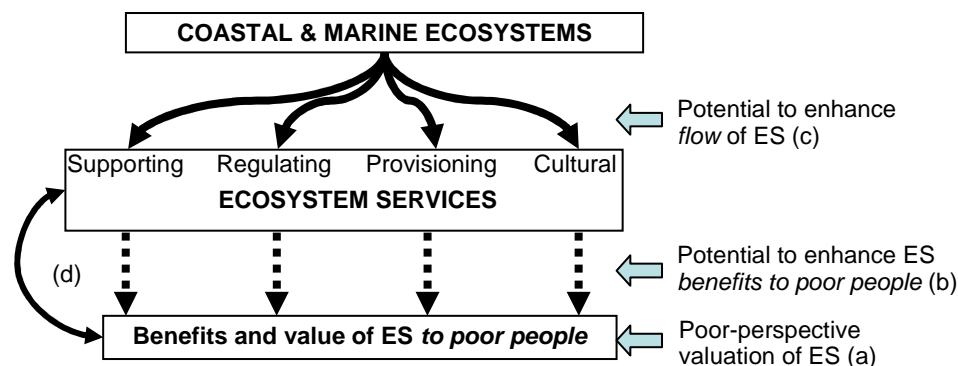 COASTAL & MARINE ECOSYSTEMS
Potential to enhance
flow of ES (c)
Supporting Regulating Provisioning Cultural
ECOSYSTEM SERVICES
(d)
Potential to enhance ES
benefits to poor people (b)
Benefits and value of ES to poor people
Poor-perspective
valuation of ES (a)